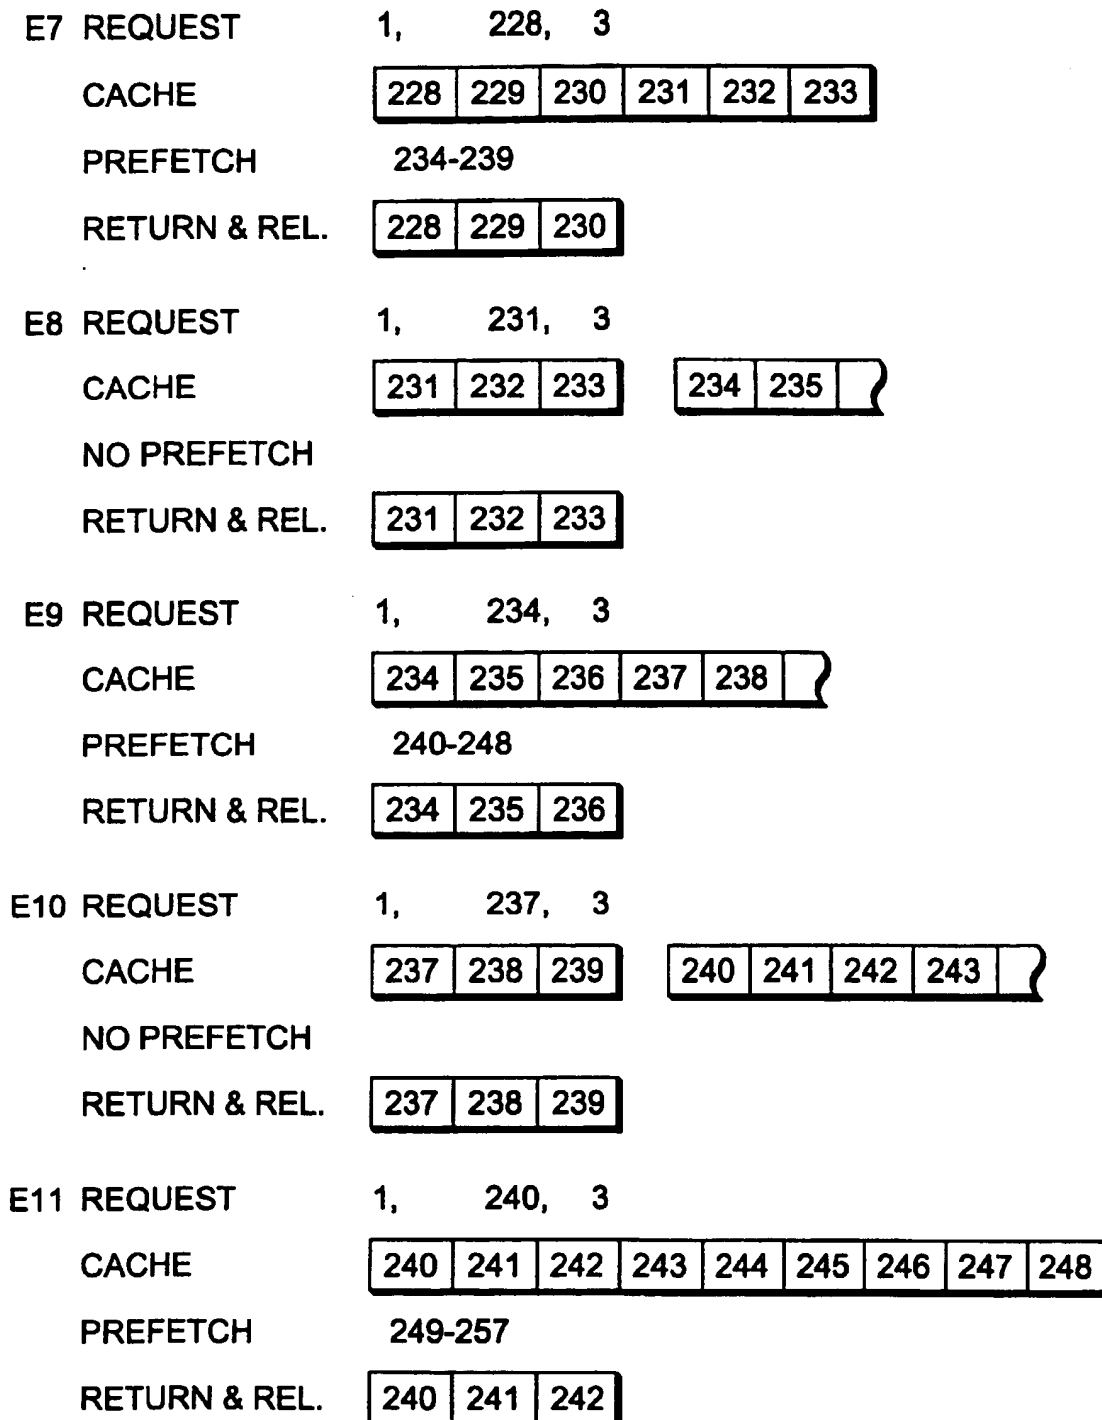 E7 REQUEST 1, 228, 3
CACHE 228 229 230 231 232 233
PREFETCH 234-239
RETURN & REL. 228 229 230
E8 REQUEST 1, 231, 3
CACHE 231 232 233 234 235
NO PREFETCH
RETURN & REL. 231 232 233
E9 REQUEST 1, 234, 3
CACHE 234 235 236 237 238
PREFETCH 240-248
RETURN & REL. 234 235 236
E10 REQUEST 1, 237, 3
CACHE 237 238 239 240 241 242 243
NO PREFETCH
RETURN & REL. 237 238 239
E11 REQUEST 1, 240, 3
CACHE 240 241 242 243 244 245 246 247 248
PREFETCH 249-257
RETURN & REL. 240 241 242